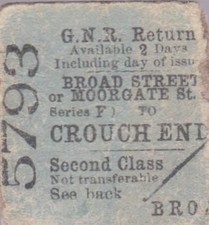 G.N.R. Return
Available 2 Days
Including day of issu
BROAD STREET
or MOORGATE St.
Series F) TO
CROUCH END
Second Class
Not transferable
See back
BRO
5793